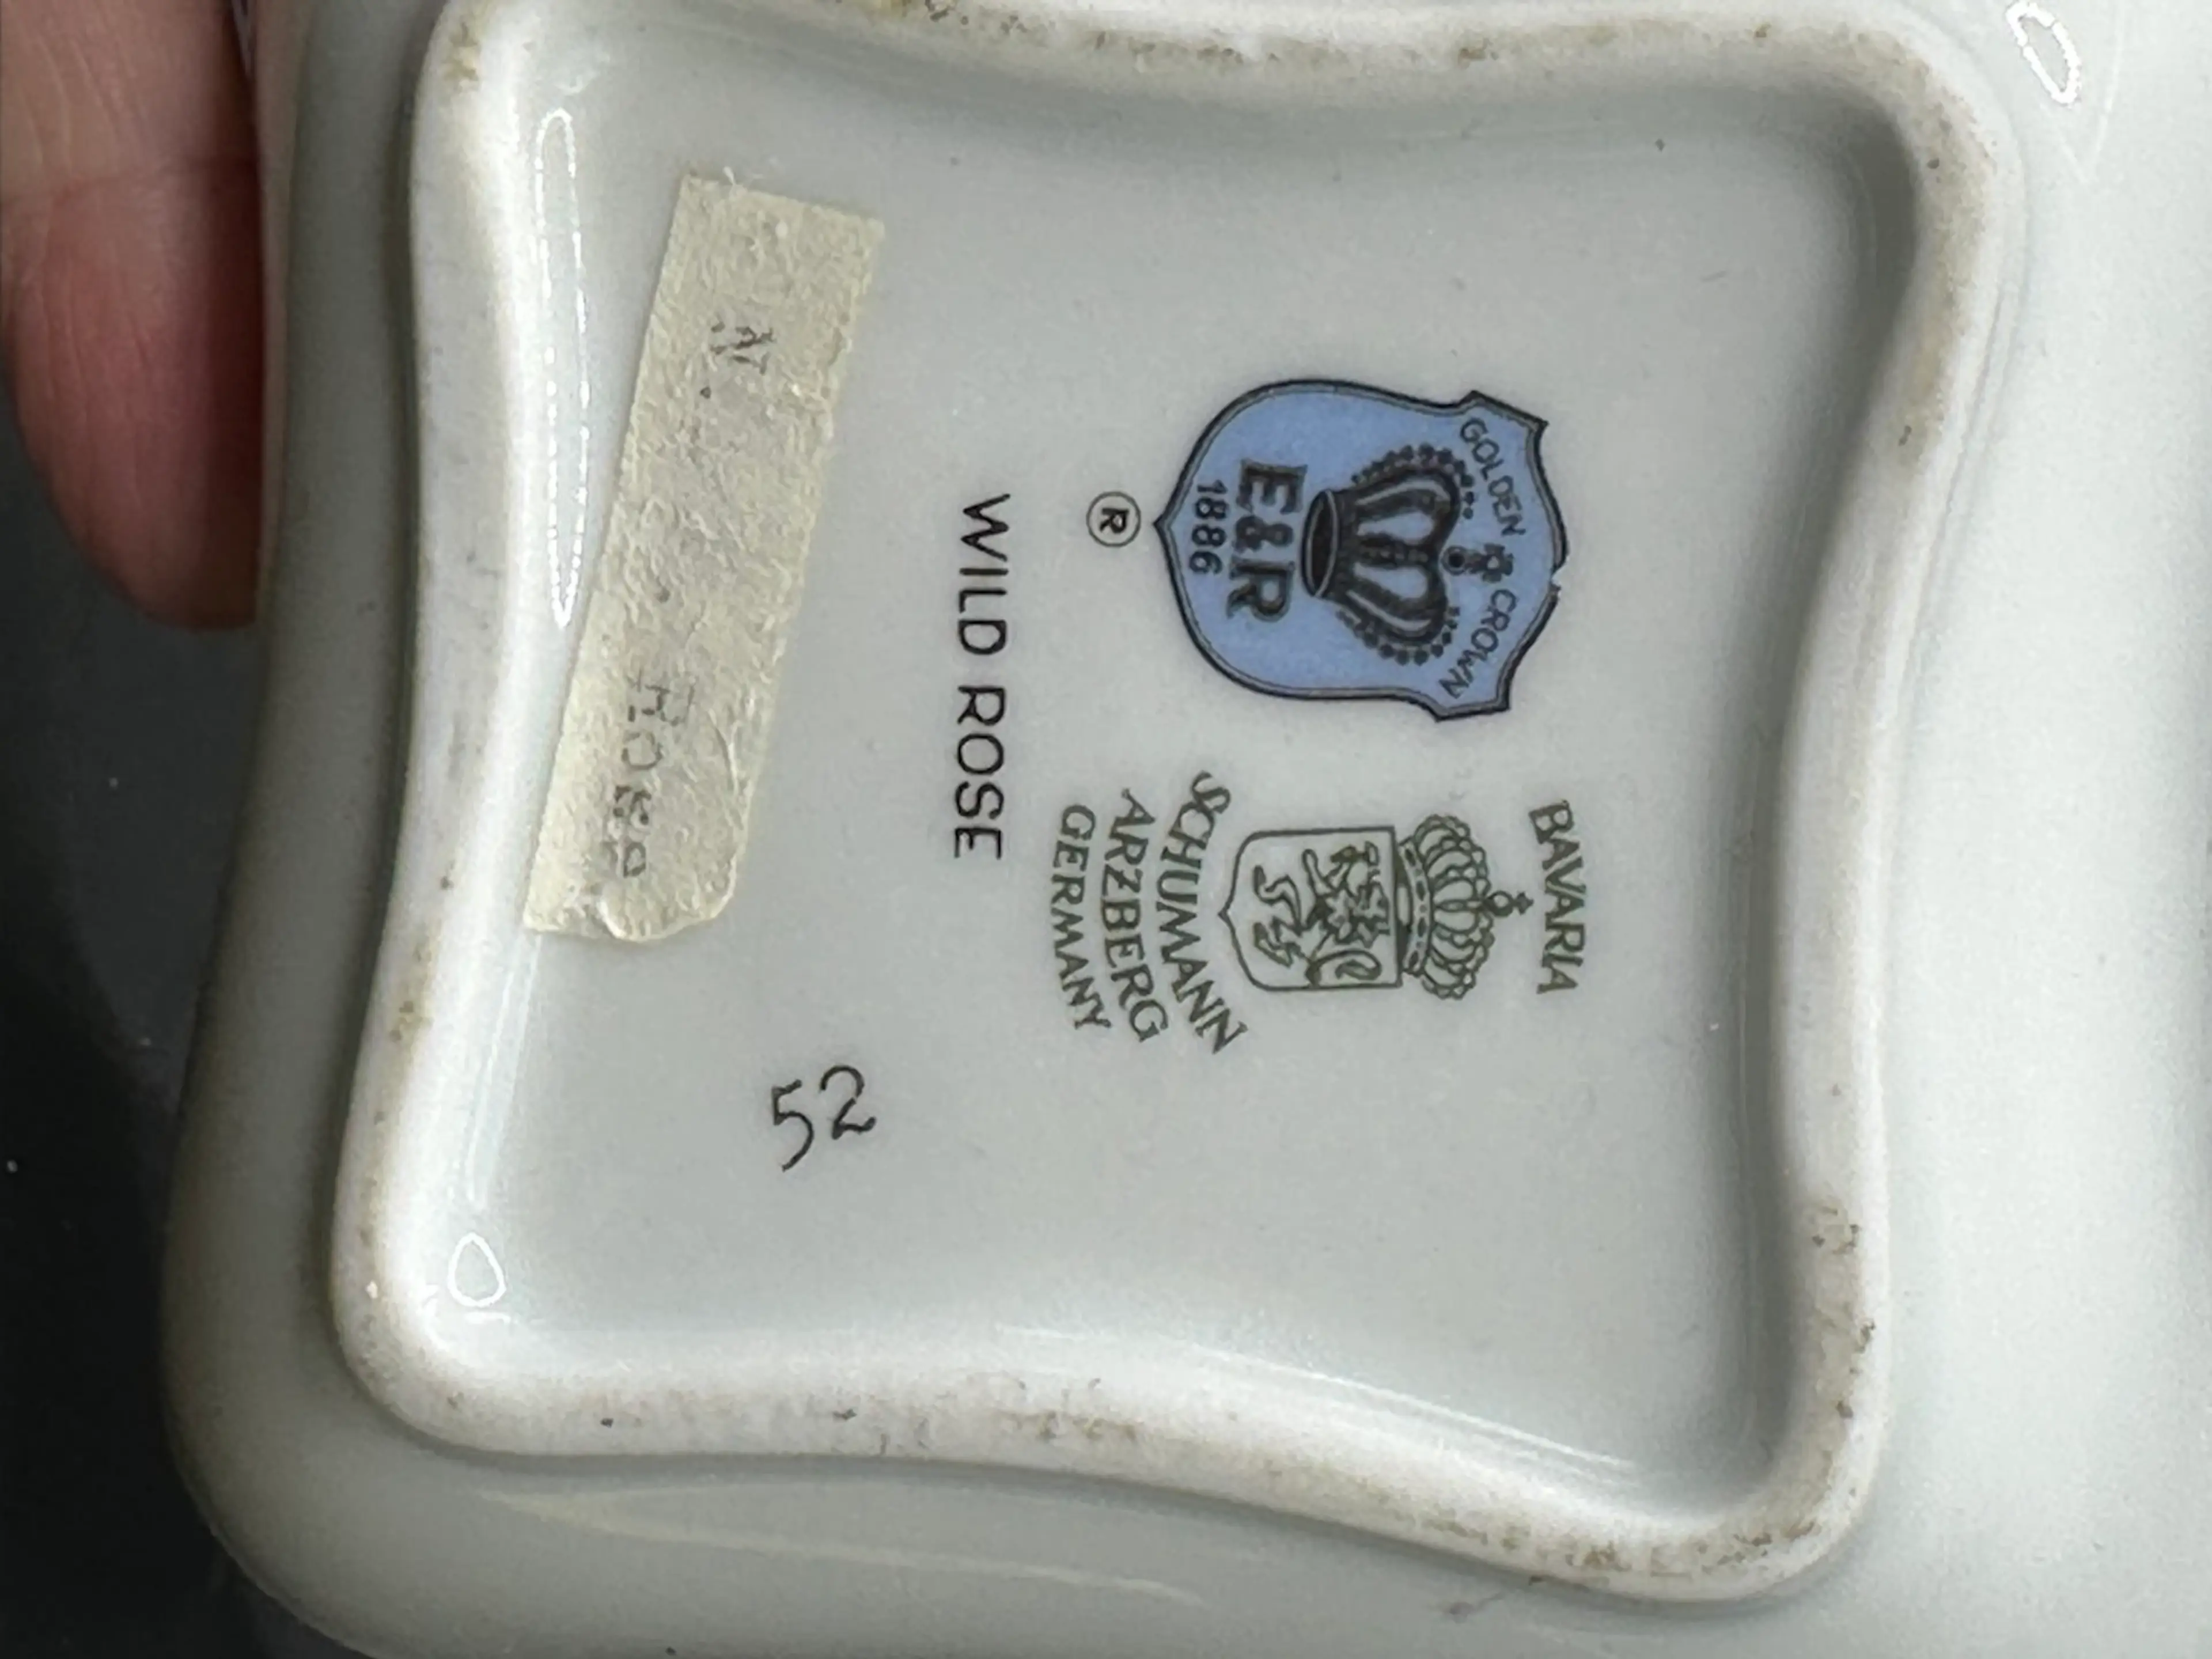 GOLDEN CROWN
E&R
1886
®
BAVARIA
SCHUMANN
ARZBERG
GERMANY
WILD ROSE
52